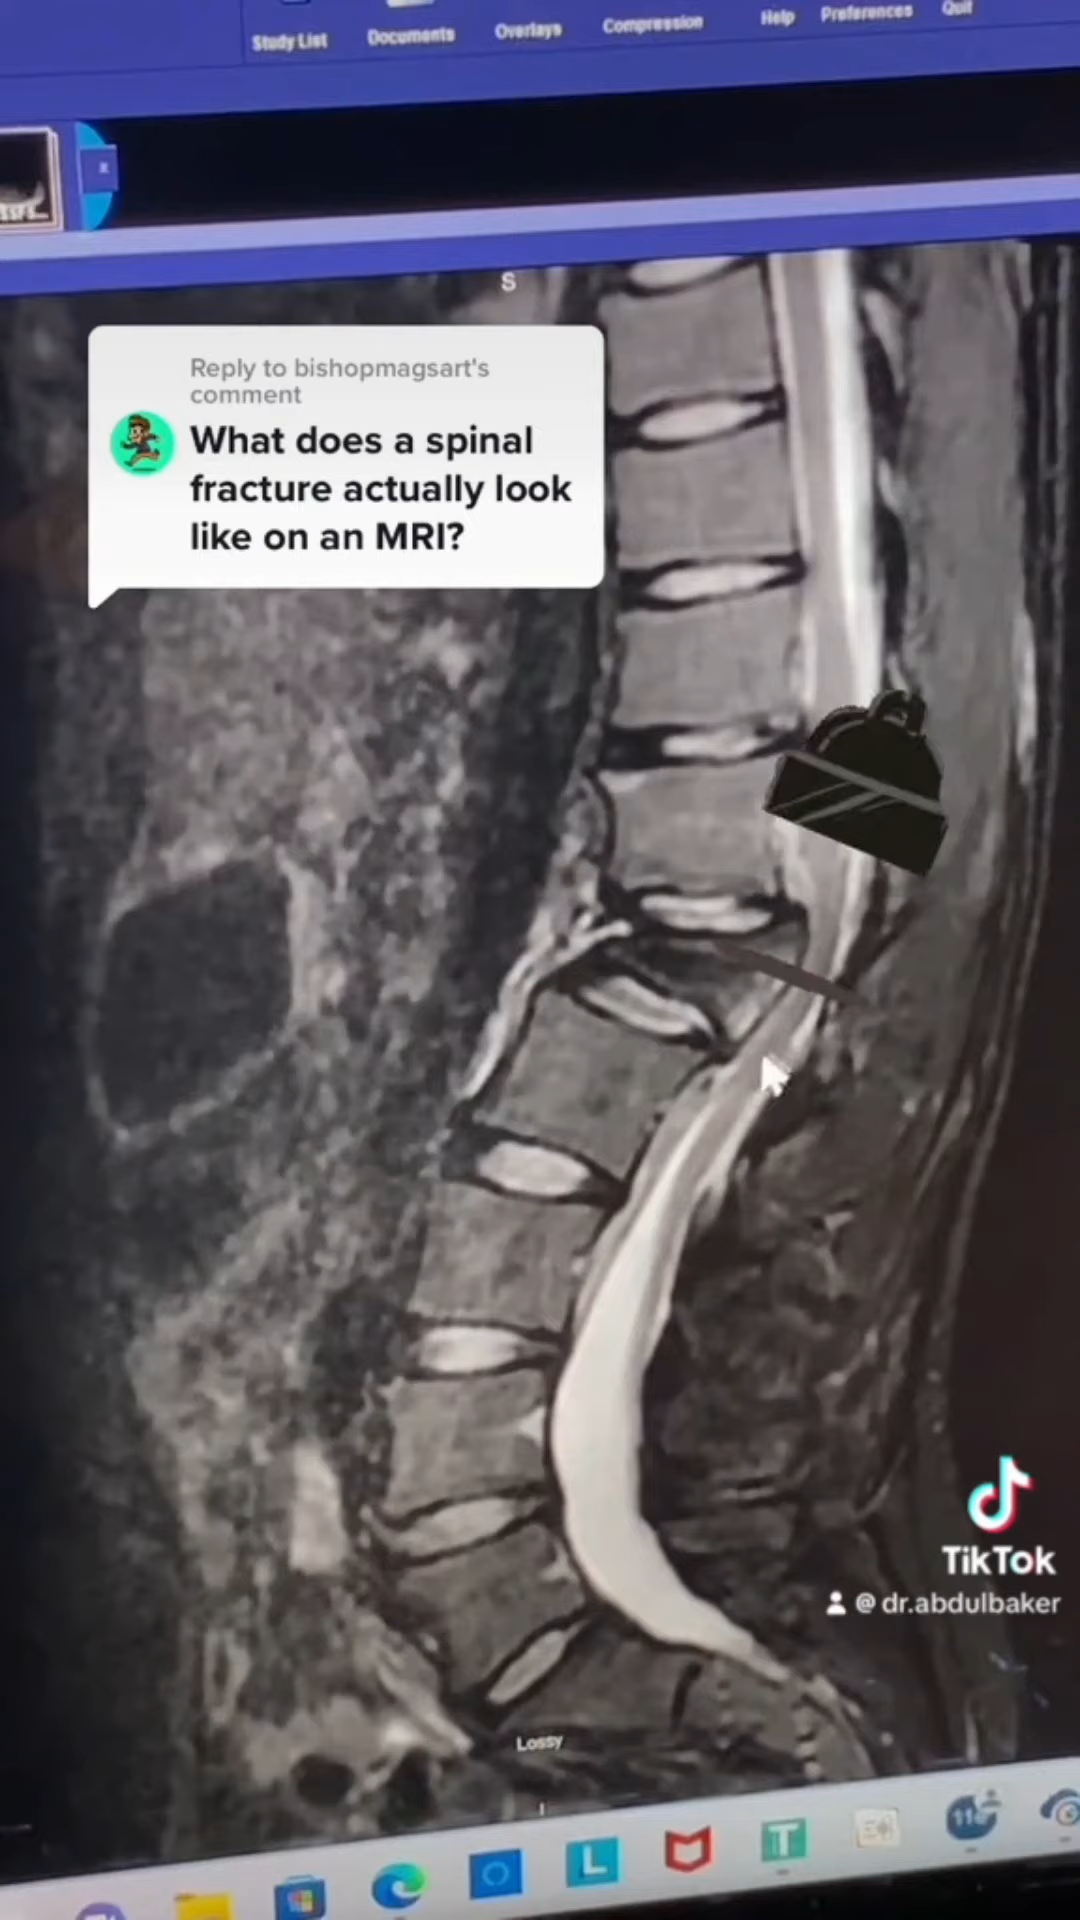 Study List
Documents
Overlays
Compression
Help
Preferences
Quit
x
S
Reply to bishopmagsart's
comment
What does a spinal
fracture actually look
like on an MRI?
TikTok
@ dr.abdulbaker
Lossy
I
L
T